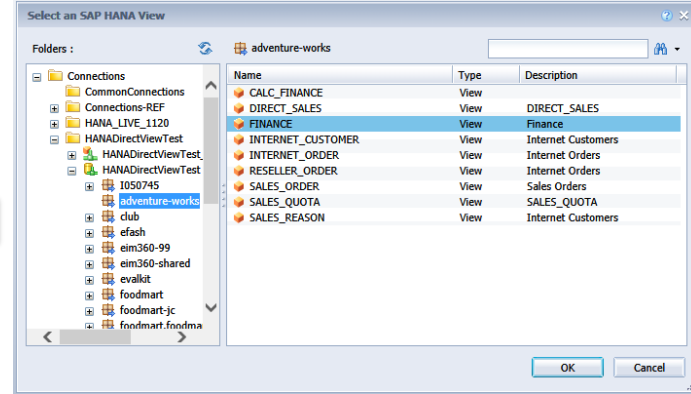 Select an SAP HANA View
Folders :
adventure-works
Connections
CommonConnections
Connections-REF
HANA_LIVE_1120
HANADirectViewTest
HANADirectViewTest_
HANADirectViewTest
I050745
adventure-works
club
efash
eim360-99
eim360-shared
evalkit
foodmart
foodmart-jc
foodmart.foodma
Name Type Description
CALC_FINANCE View
DIRECT_SALES View DIRECT_SALES
FINANCE View Finance
INTERNET_CUSTOMER View Internet Customers
INTERNET_ORDER View Internet Orders
RESELLER_ORDER View Internet Orders
SALES_ORDER View Sales Orders
SALES_QUOTA View SALES_QUOTA
SALES_REASON View Internet Customers
OK Cancel